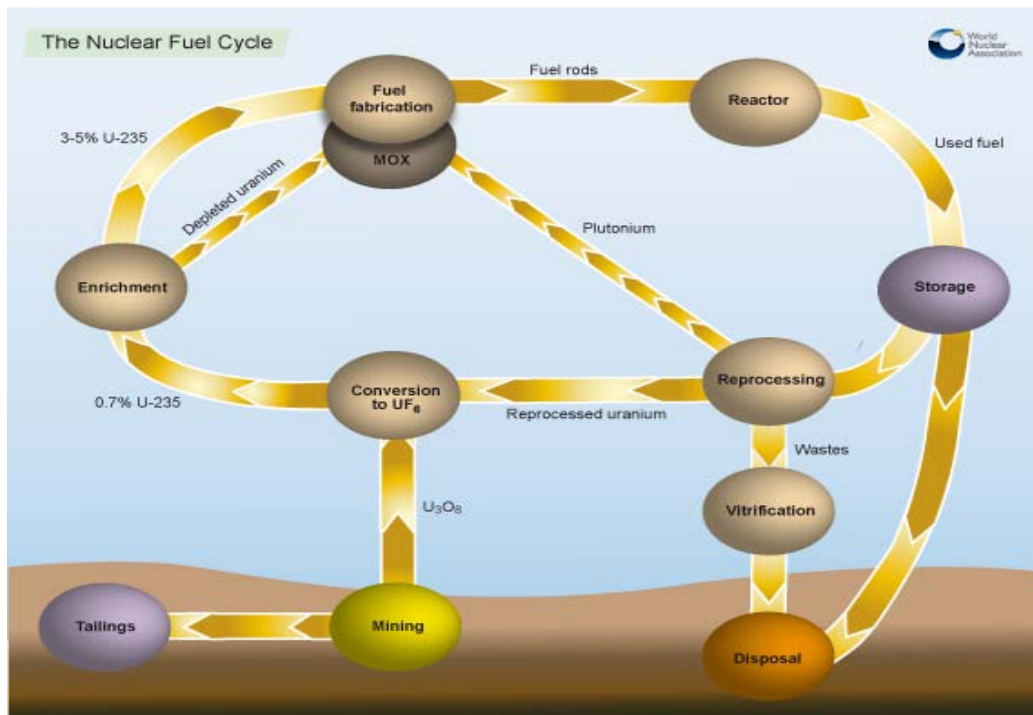 The Nuclear Fuel Cycle
World
Nuclear
Association
Fuel
fabrication
MOX
Fuel rods
Reactor
3-5% U-235
Used fuel
Depleted uranium
Plutonium
Enrichment
Storage
0.7% U-235
Conversion
to UF₆
Reprocessed uranium
Reprocessing
Wastes
U₃O₈
Vitrification
Tailings
Mining
Disposal